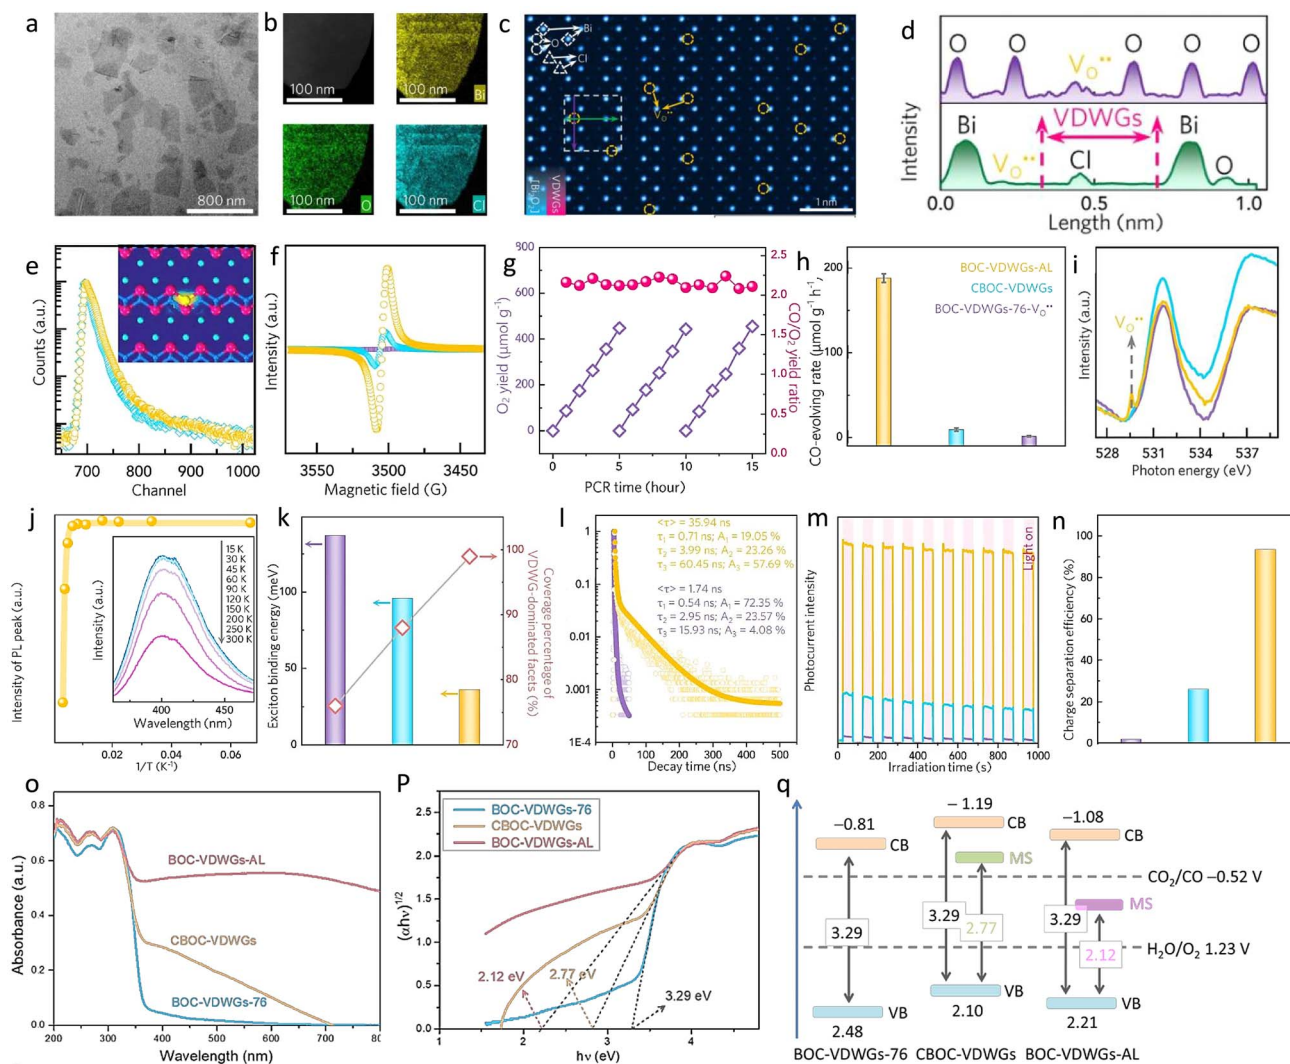 a
800 nm
b
100 nm
100 nm
Bi
100 nm
O
100 nm
Cl
c
Bi
O
Cl
V_O••
[Bi₂O₂]
VDWGs
1 nm
d
O O O O O
V_O••
VDWGs
Bi Bi
V_O•• Cl O
Intensity
0.0 0.5 1.0
Length (nm)
e
Counts (a.u.)
700 800 900 1000
Channel
f
Intensity (a.u.)
3550 3500 3450
Magnetic field (G)
g
O₂ yield (μmol g⁻¹)
800
600
400
200
0
0 5 10 15
PCR time (hour)
2.5
2.0
1.5
1.0
0.5
0.0
CO/O₂ yield ratio
h
CO-evolving rate (μmol g⁻¹ h⁻¹,
200
100
0
BOC-VDWGs-AL
CBOC-VDWGs
BOC-VDWGs-76-V_O••
i
Intensity (a.u.)
V_O••
528 531 534 537
Photon energy (eV)
j
Intensity of PL peak (a.u.)
0.02 0.04 0.06
1/T (K⁻¹)
Intensity (a.u.)
15 K
30 K
45 K
60 K
90 K
120 K
150 K
200 K
250 K
300 K
400 450
Wavelength (nm)
k
Exciton binding energy (meV)
150
100
50
0
100
90
80
70
Coverage percentage of
VDWG-dominated facets (%)
l
1
0.1
0.01
0.001
1E-4
<τ> = 35.94 ns
τ₁ = 0.71 ns; A₁ = 19.05 %
τ₂ = 3.99 ns; A₂ = 23.26 %
τ₃ = 60.45 ns; A₃ = 57.69 %
<τ> = 1.74 ns
τ₁ = 0.54 ns; A₁ = 72.35 %
τ₂ = 2.95 ns; A₂ = 23.57 %
τ₃ = 15.93 ns; A₃ = 4.08 %
0 100 200 300 400 500
Decay time (ns)
m
Photocurrent intensity
Light on
0 200 400 600 800 1000
Irradiation time (s)
n
Charge separation efficiency (%)
100
80
60
40
20
0
o
Absorbance (a.u.)
0.8
0.6
0.4
0.2
0.0
BOC-VDWGs-AL
CBOC-VDWGs
BOC-VDWGs-76
200 300 400 500 600 700 800
Wavelength (nm)
P
(αhν)^1/2
2.5
2.0
1.5
1.0
0.5
0.0
BOC-VDWGs-76
CBOC-VDWGs
BOC-VDWGs-AL
2.12 eV
2.77 eV
3.29 eV
1 2 3 4
hν (eV)
q
−0.81
CB
3.29
VB
2.48
BOC-VDWGs-76
− 1.19
CB
MS
3.29
2.77
VB
2.10
CBOC-VDWGs
−1.08
CB
MS
3.29
2.12
VB
2.21
BOC-VDWGs-AL
CO₂/CO −0.52 V
H₂O/O₂ 1.23 V